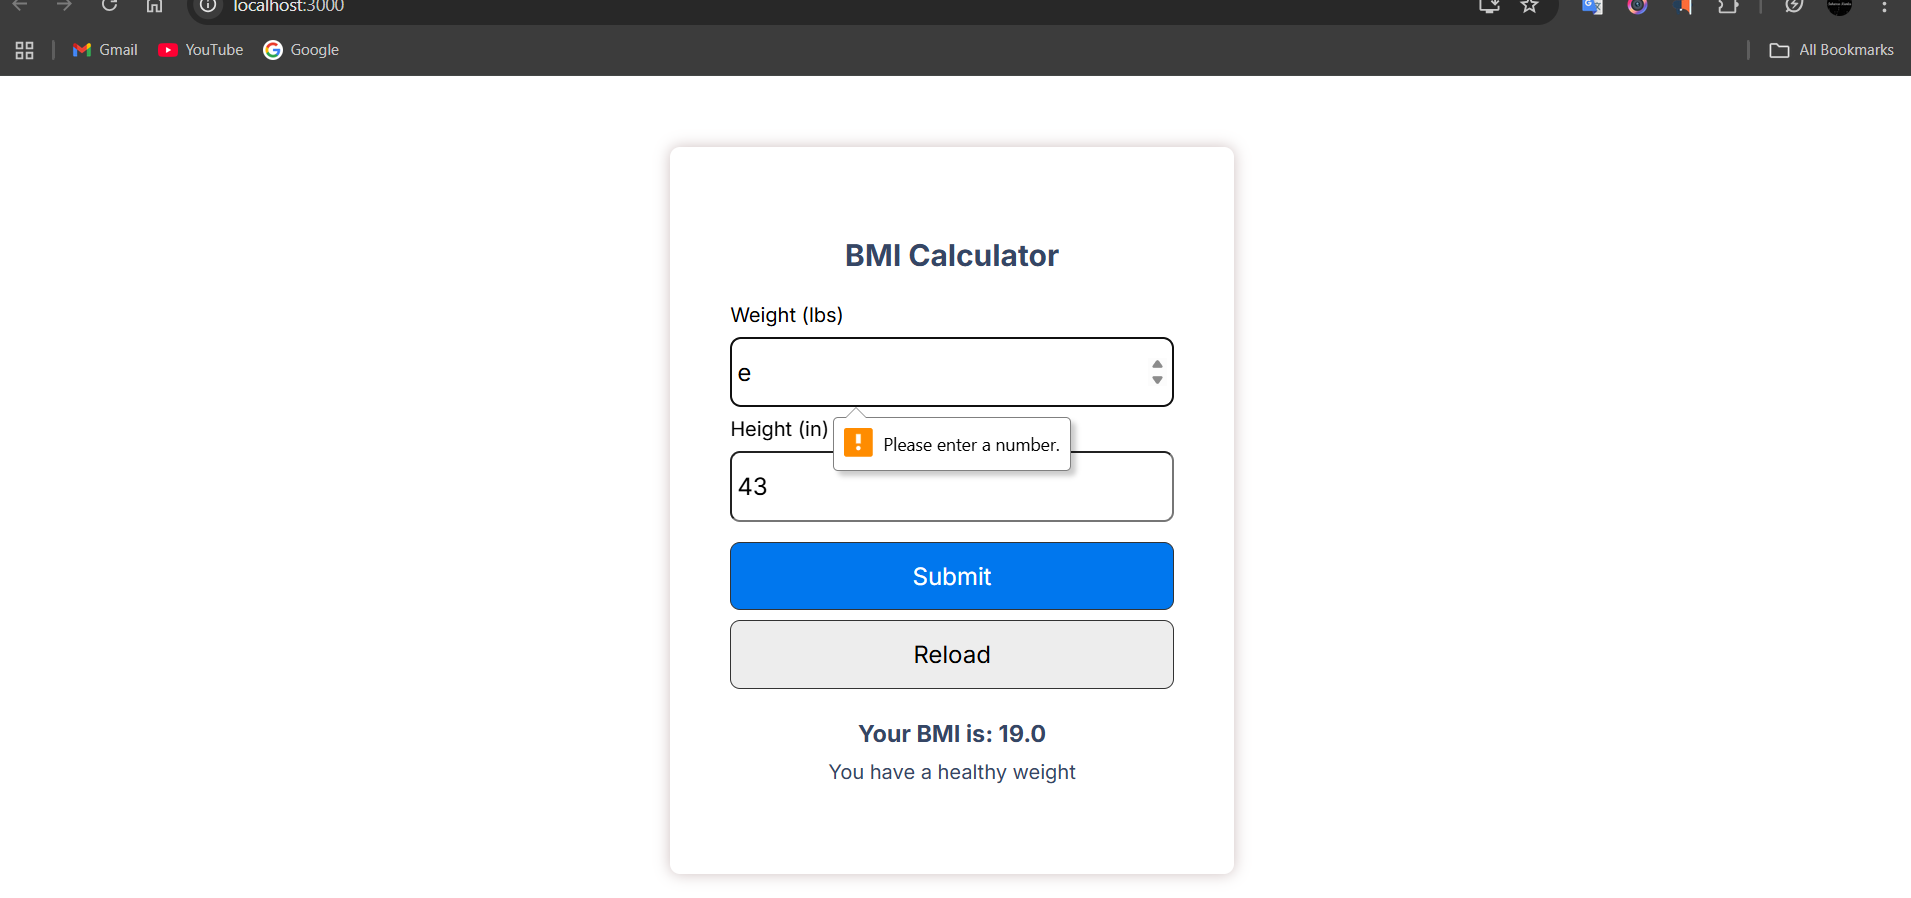 localhost:3000
Gmail YouTube Google All Bookmarks
BMI Calculator
Weight (lbs)
e
Height (in)
Please enter a number.
43
Submit
Reload
Your BMI is: 19.0
You have a healthy weight